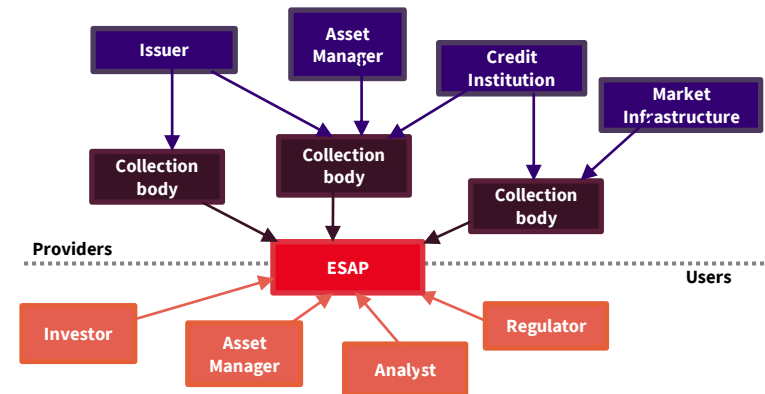 Issuer
Asset
Manager
Credit
Institution
Market
Infrastructure
Collection
body
Collection
body
Collection
body
Providers
ESAP
Users
Investor
Asset
Manager
Analyst
Regulator